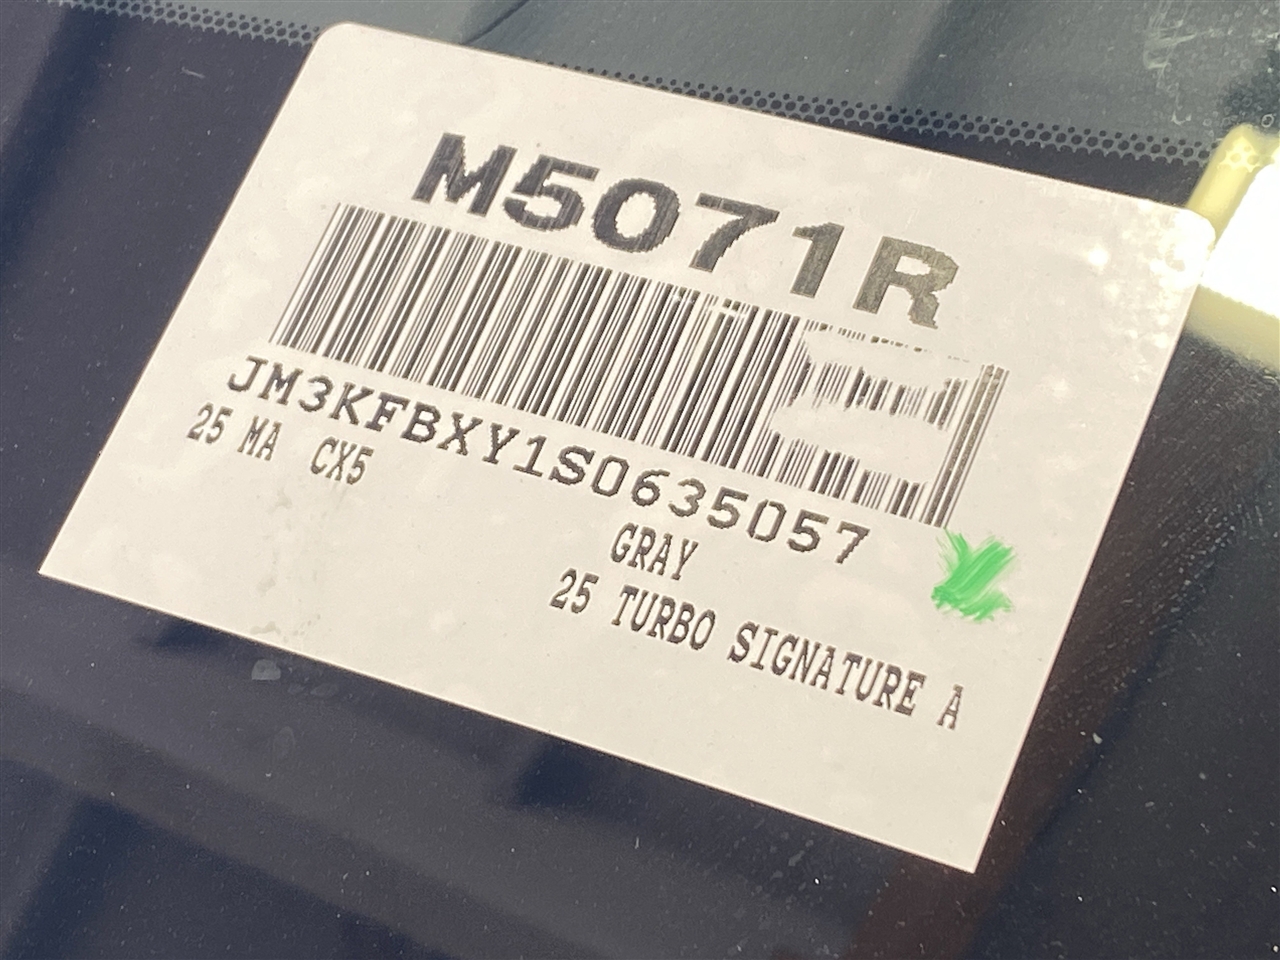 M5071R
JM3KFBXY1S0635057
25 MA CX5
GRAY
25 TURBO SIGNATURE A